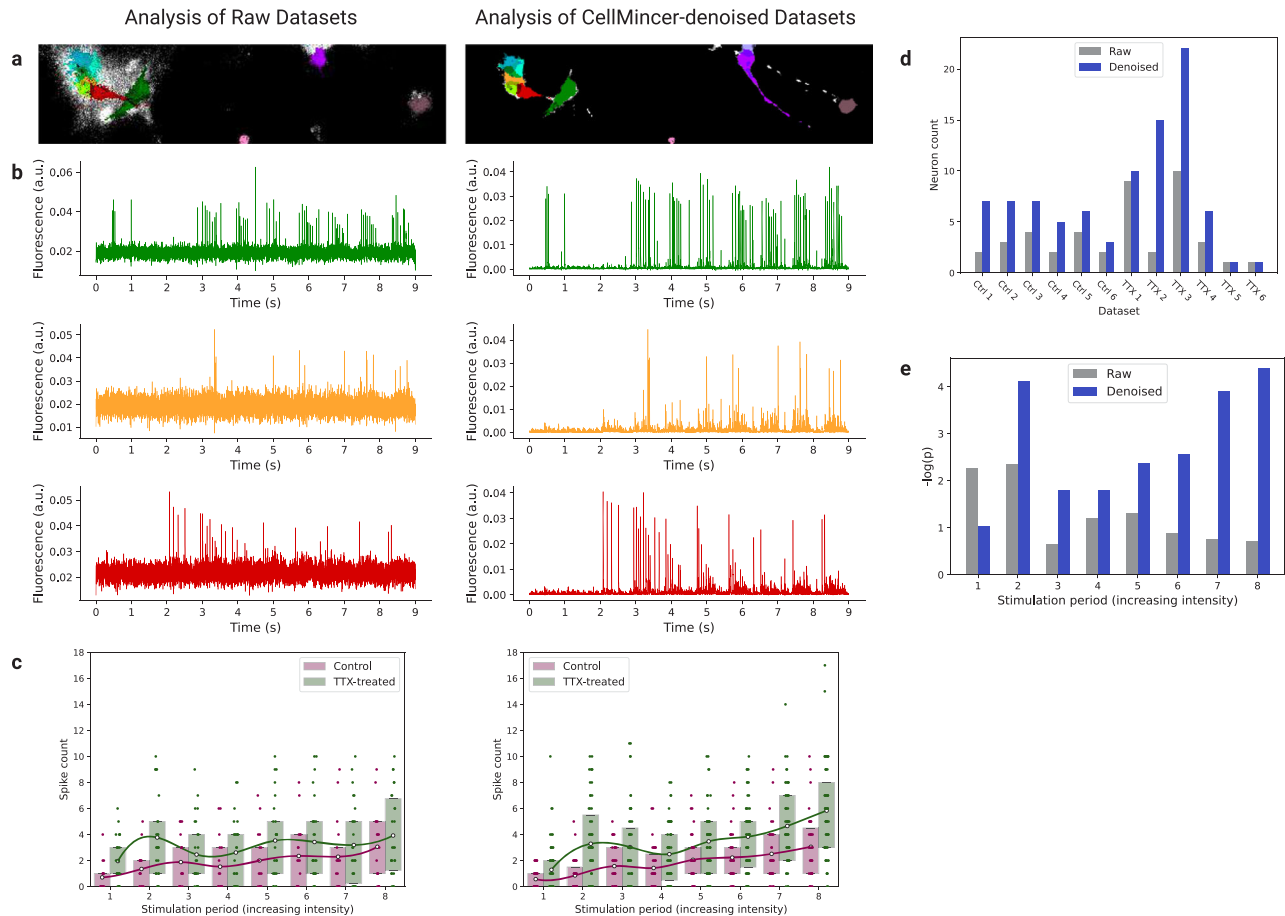 Analysis of Raw Datasets
Analysis of CellMincer-denoised Datasets
a
b
Fluorescence (a.u.)
0.06
0.04
0.02
0 1 2 3 4 5 6 7 8 9
Time (s)
Fluorescence (a.u.)
0.04
0.03
0.02
0.01
0.00
0 1 2 3 4 5 6 7 8 9
Time (s)
Fluorescence (a.u.)
0.05
0.04
0.03
0.02
0.01
0 1 2 3 4 5 6 7 8 9
Time (s)
Fluorescence (a.u.)
0.04
0.03
0.02
0.01
0.00
0 1 2 3 4 5 6 7 8 9
Time (s)
Fluorescence (a.u.)
0.05
0.04
0.03
0.02
0 1 2 3 4 5 6 7 8 9
Time (s)
Fluorescence (a.u.)
0.04
0.03
0.02
0.01
0.00
0 1 2 3 4 5 6 7 8 9
Time (s)
c
Spike count
18
16
14
12
10
8
6
4
2
0
Control
TTX-treated
1 2 3 4 5 6 7 8
Stimulation period (increasing intensity)
Spike count
18
16
14
12
10
8
6
4
2
0
Control
TTX-treated
1 2 3 4 5 6 7 8
Stimulation period (increasing intensity)
d
Neuron count
20
15
10
5
0
Raw
Denoised
Ctrl 1 Ctrl 2 Ctrl 3 Ctrl 4 Ctrl 5 Ctrl 6 TTX 1 TTX 2 TTX 3 TTX 4 TTX 5 TTX 6
Dataset
e
-log(p)
4
3
2
1
0
Raw
Denoised
1 2 3 4 5 6 7 8
Stimulation period (increasing intensity)